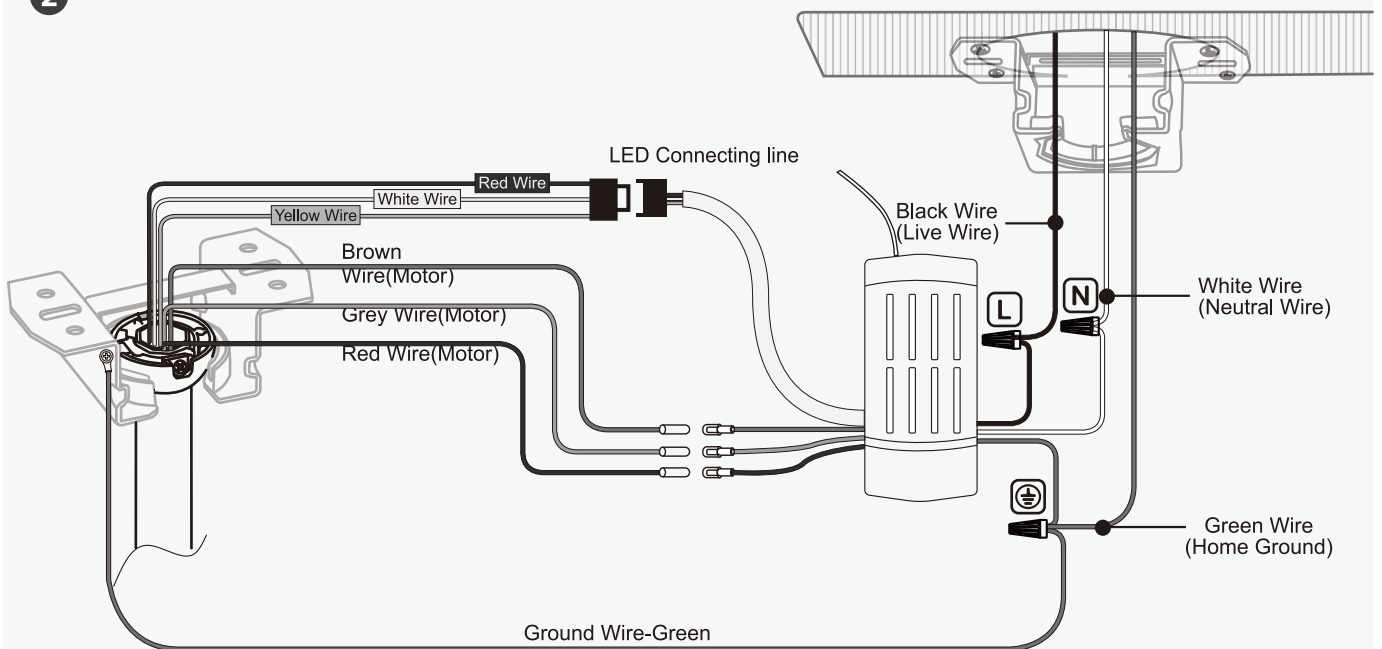 2
LED Connecting line
Red Wire
White Wire
Yellow Wire
Black Wire
(Live Wire)
Brown
Wire(Motor)
Grey Wire(Motor)
Red Wire(Motor)
L
N
White Wire
(Neutral Wire)
Green Wire
(Home Ground)
Ground Wire-Green